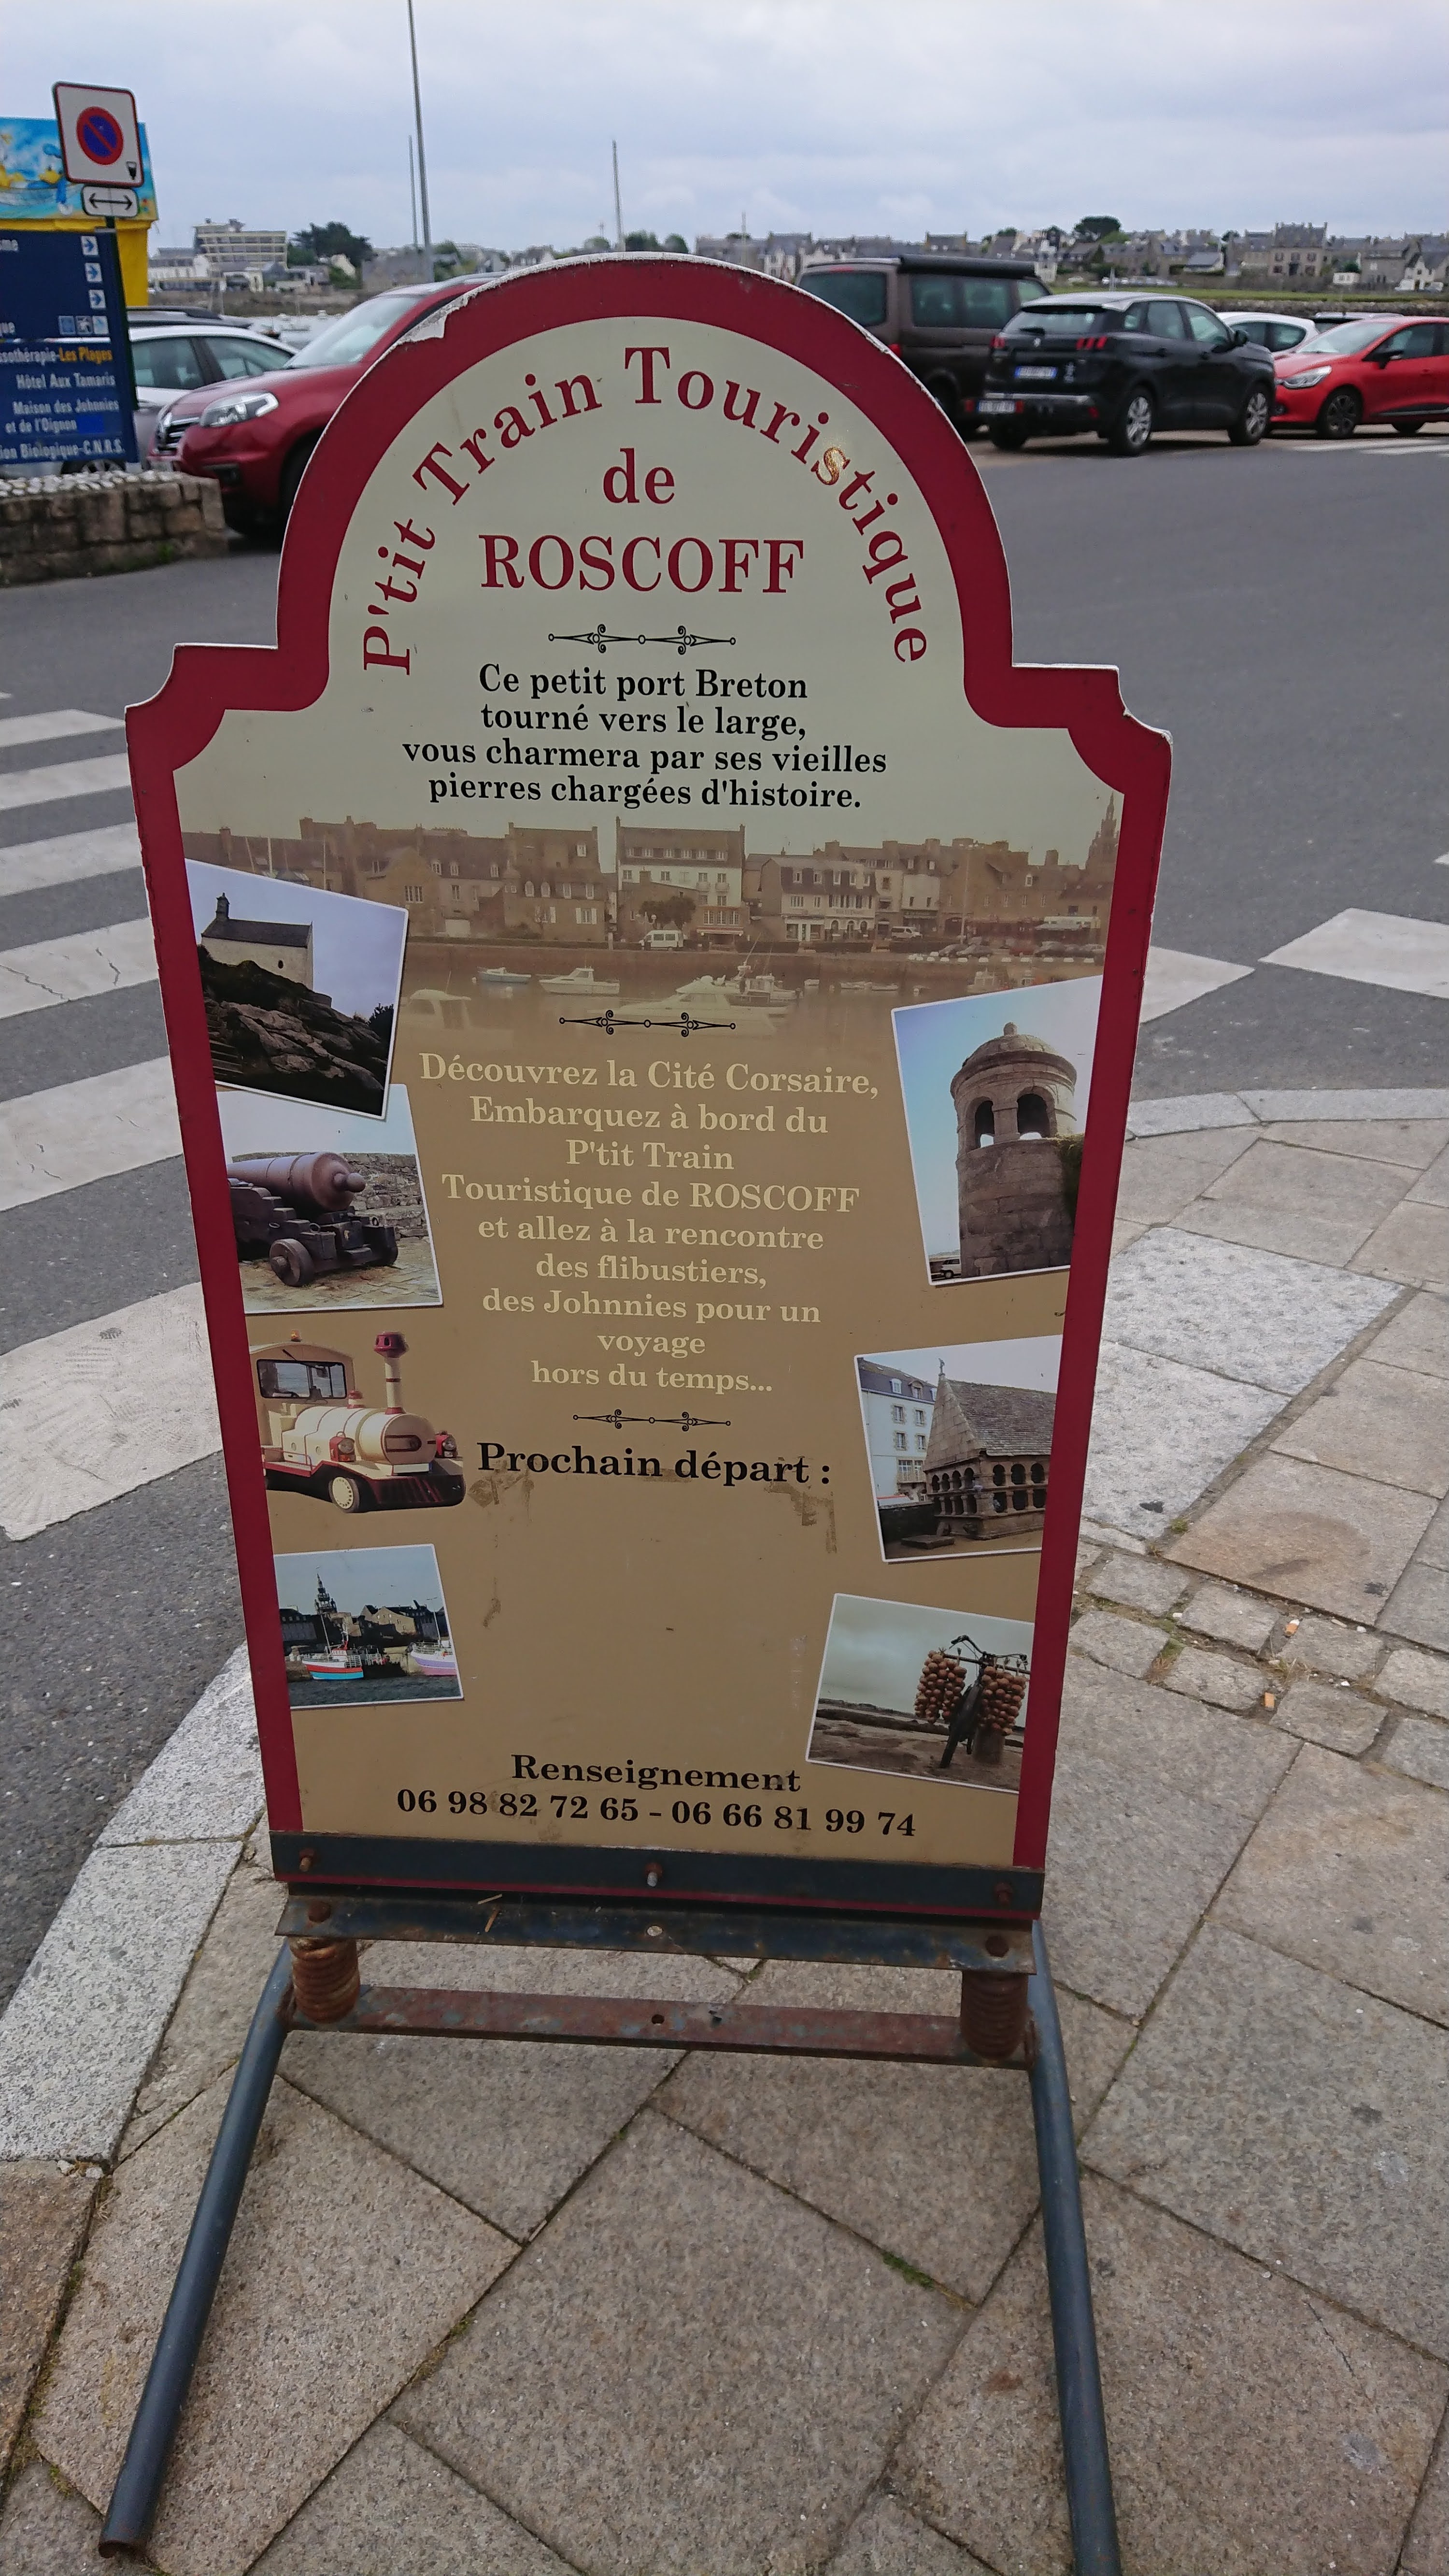 P'tit Train Touristique
de
ROSCOFF
Ce petit port Breton
tourné vers le large,
vous charmera par ses vieilles
pierres chargées d'histoire.
Découvrez la Cité Corsaire,
Embarquez à bord du
P'tit Train
Touristique de ROSCOFF
et allez à la rencontre
des flibustiers,
des Johnnies pour un
voyage
hors du temps...
Prochain départ :
Renseignement
06 98 82 72 65 - 06 66 81 99 74
Les Plages
Hôtel Aux Tamaris
Maison des Johnnies
et de l'Oignon
Biologique-C.N.R.S.